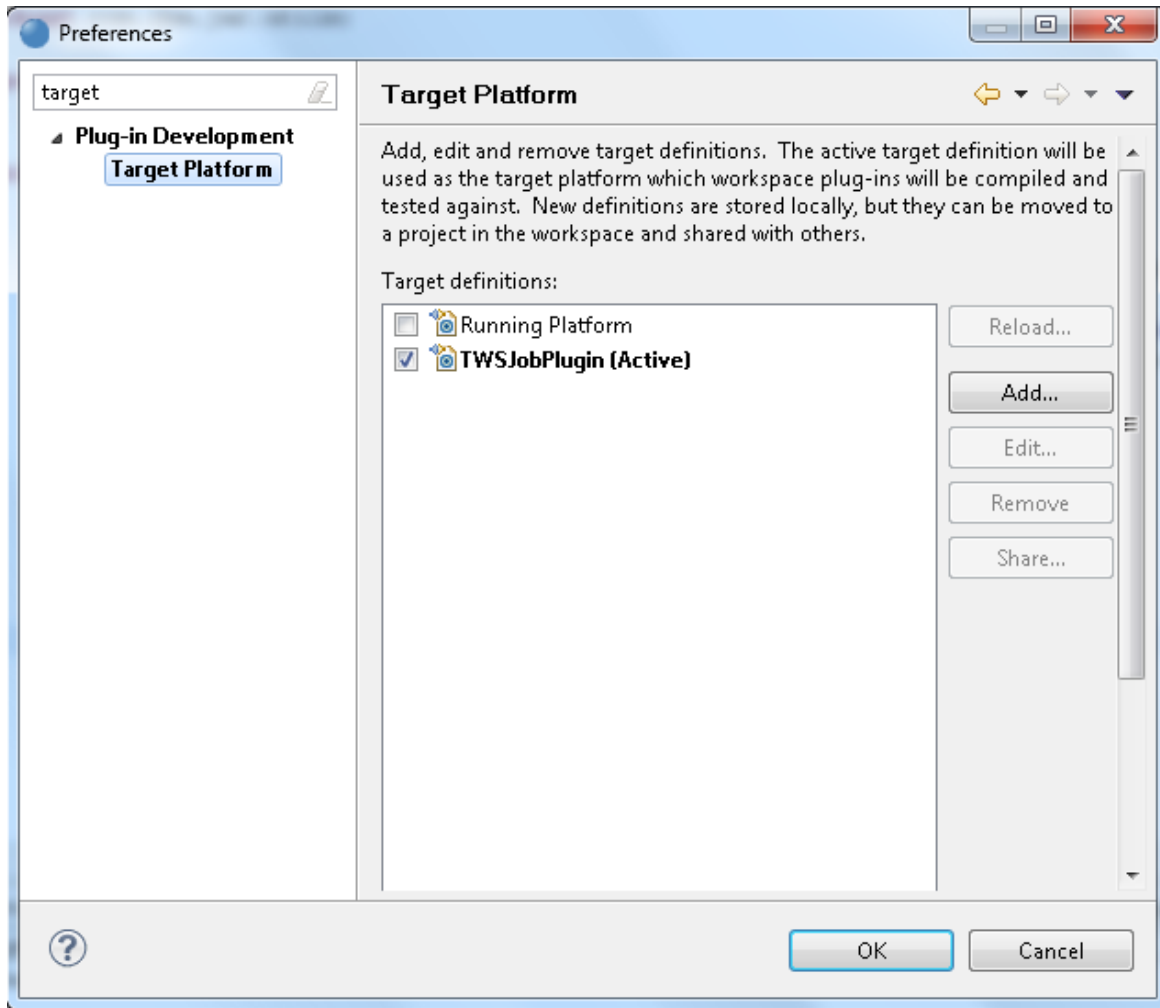 Preferences
target
Plug-in Development
Target Platform
Target Platform
Add, edit and remove target definitions.  The active target definition will be
used as the target platform which workspace plug-ins will be compiled and
tested against.  New definitions are stored locally, but they can be moved to
a project in the workspace and shared with others.
Target definitions:
Running Platform
TWSJobPlugin (Active)
Reload...
Add...
Edit...
Remove
Share...
OK
Cancel